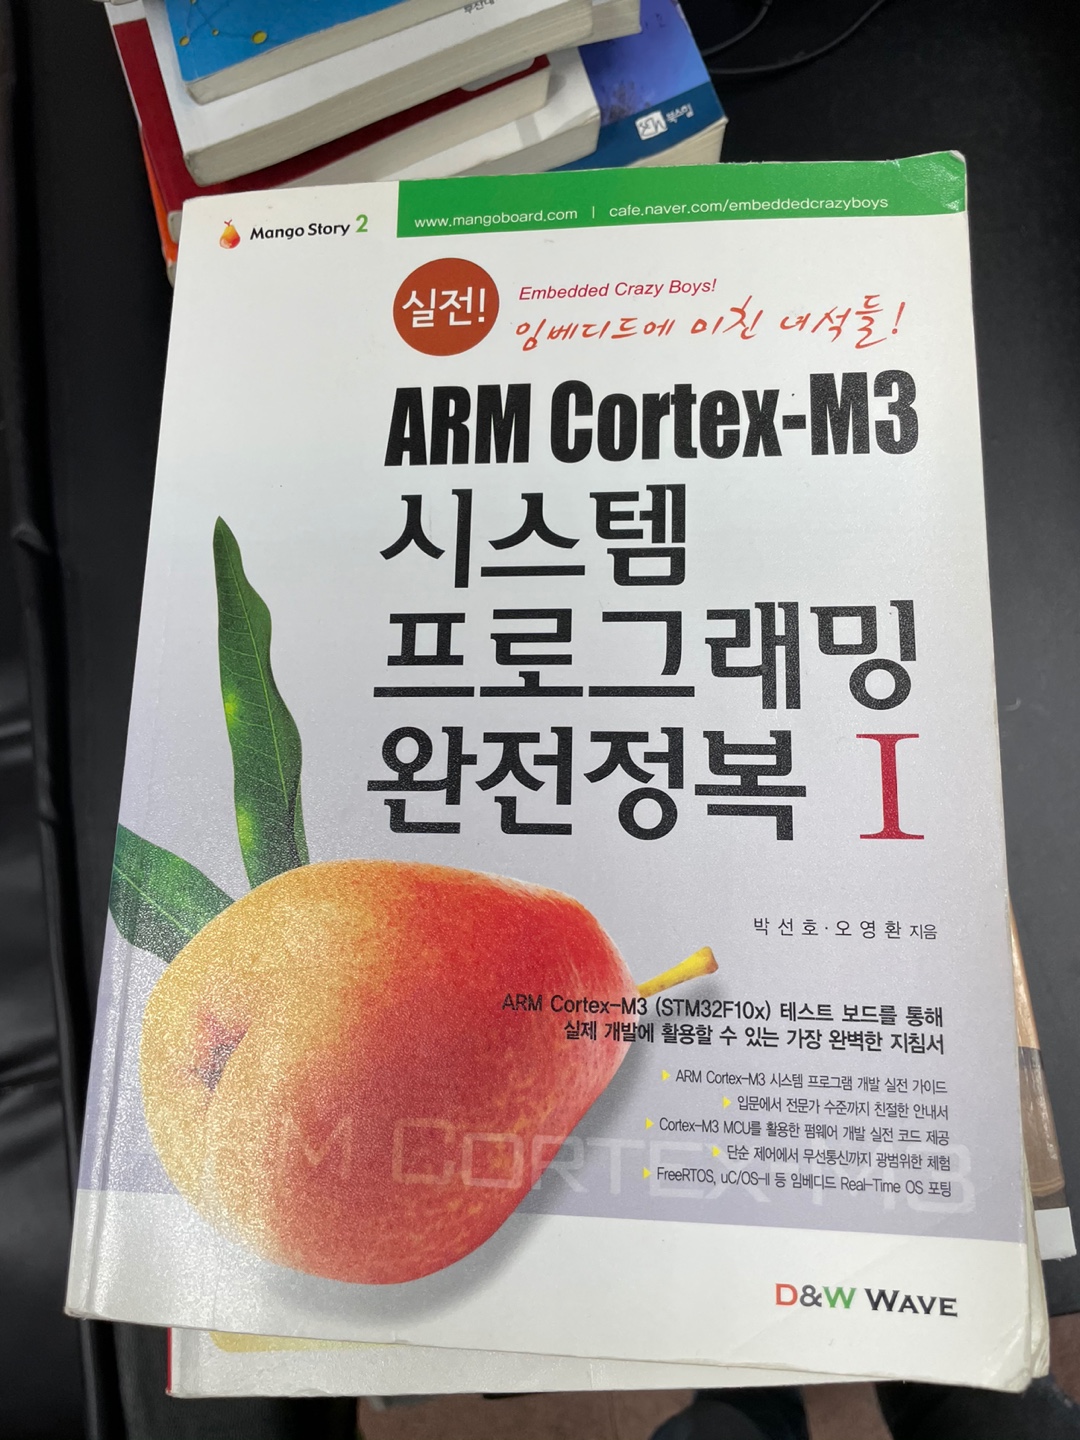 북스힐
Mango Story 2
www.mangoboard.com | cafe.naver.com/embeddedcrazyboys
실전!
Embedded Crazy Boys!
임베디드에 미친 녀석들!
ARM Cortex-M3
시스템
프로그래밍
완전정복 I
박선호·오영환 지음
ARM Cortex-M3 (STM32F10x) 테스트 보드를 통해
실제 개발에 활용할 수 있는 가장 완벽한 지침서
ARM Cortex-M3 시스템 프로그램 개발 실전 가이드
입문에서 전문가 수준까지 친절한 안내서
Cortex-M3 MCU를 활용한 펌웨어 개발 실전 코드 제공
단순 제어에서 무선통신까지 광범위한 체험
FreeRTOS, uC/OS-II 등 임베디드 Real-Time OS 포팅
ARM CORTEX-M3
D&W WAVE